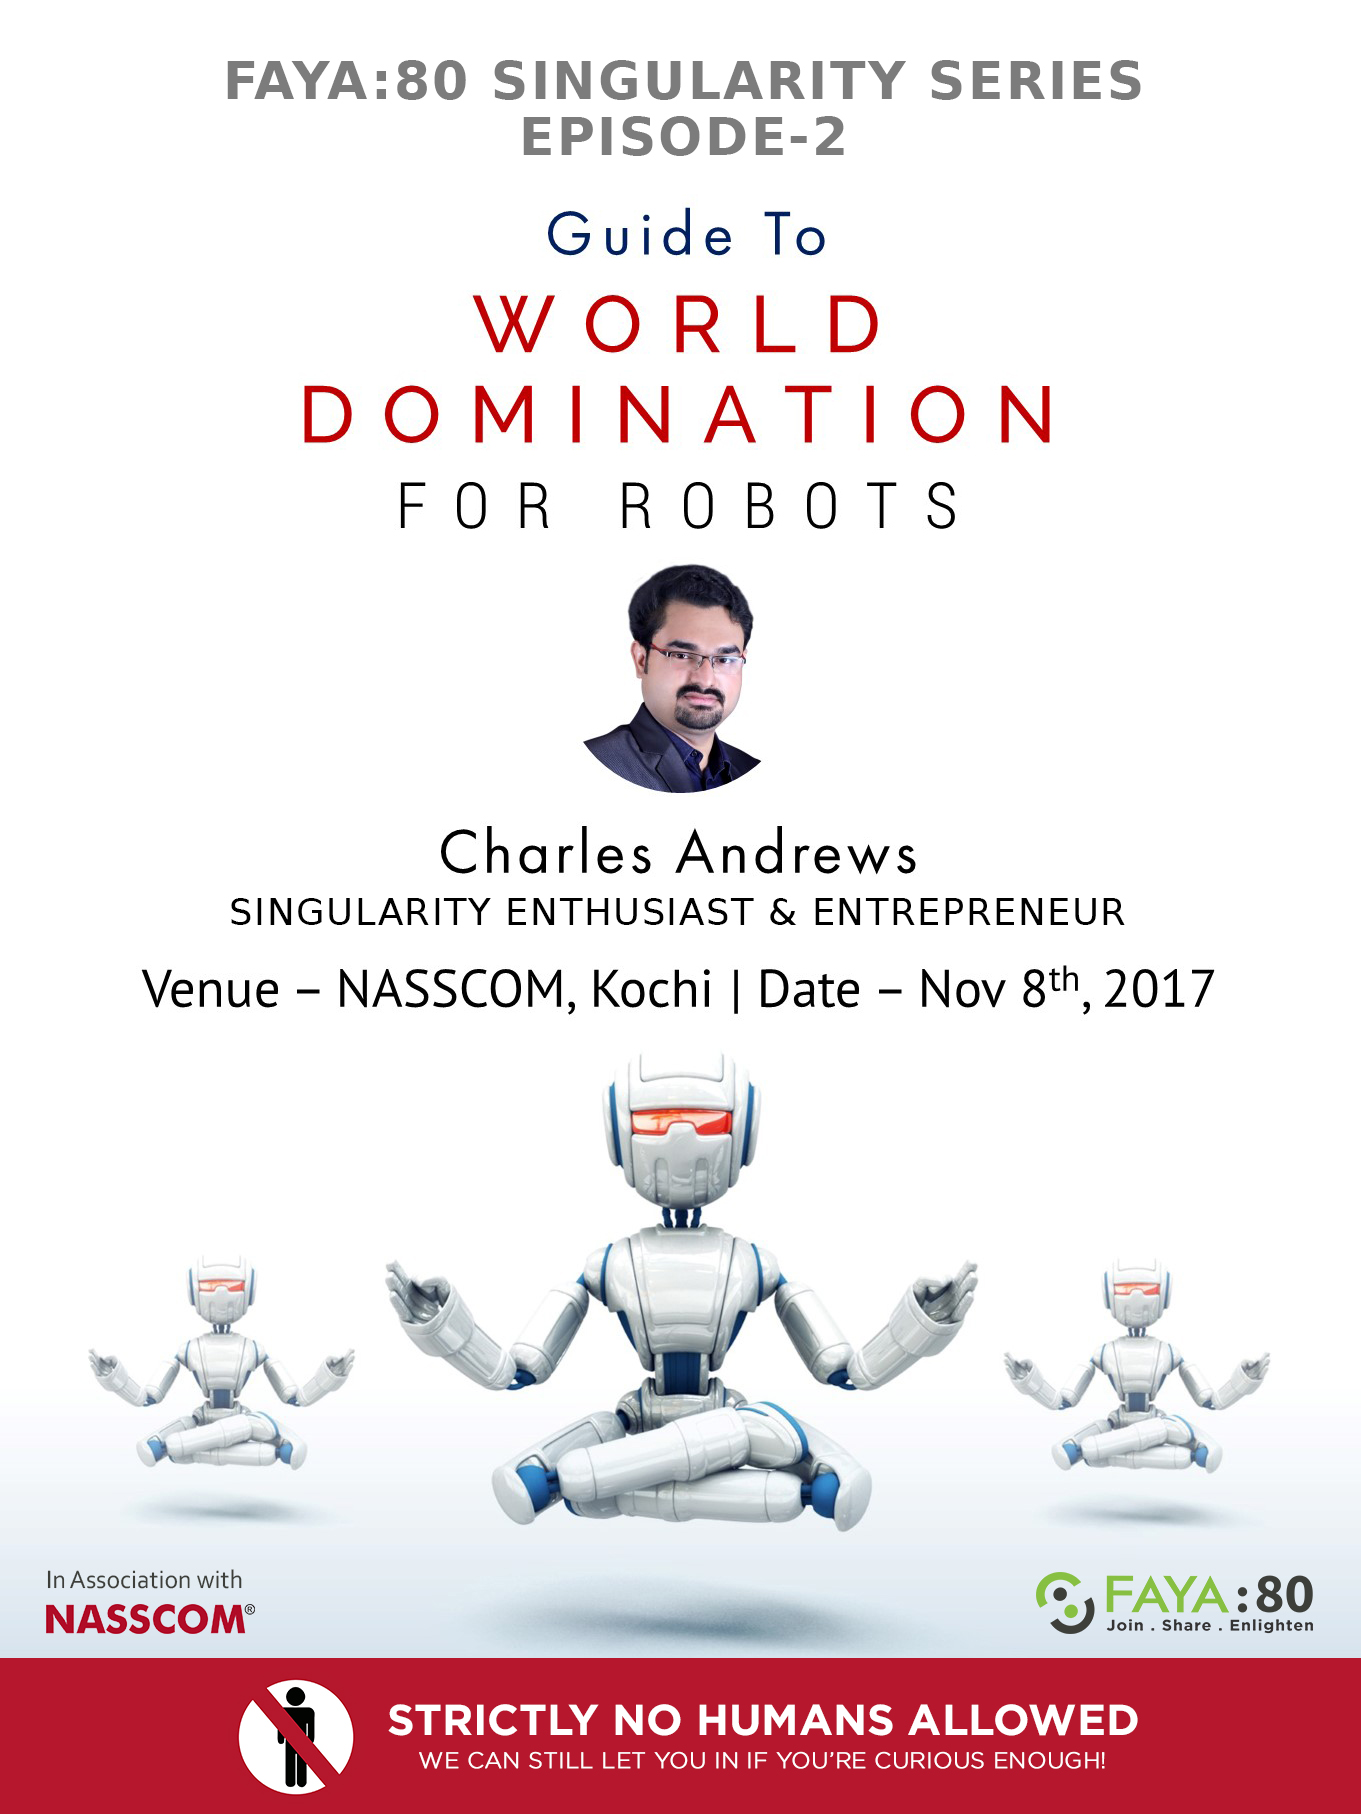 FAYA:80 SINGULARITY SERIES
EPISODE-2
Guide To
WORLD
DOMINATION
FOR ROBOTS
Charles Andrews
SINGULARITY ENTHUSIAST & ENTREPRENEUR
Venue – NASSCOM, Kochi | Date – Nov 8th, 2017
In Association with
NASSCOM®
FAYA:80
Join . Share . Enlighten
STRICTLY NO HUMANS ALLOWED
WE CAN STILL LET YOU IN IF YOU'RE CURIOUS ENOUGH!